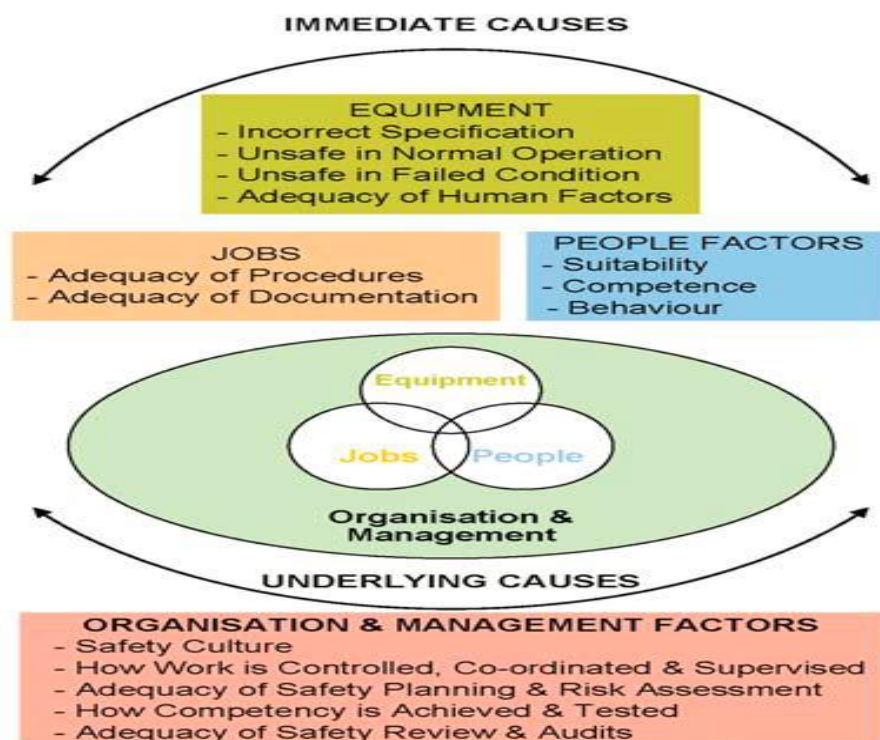 IMMEDIATE CAUSES
EQUIPMENT
- Incorrect Specification
- Unsafe in Normal Operation
- Unsafe in Failed Condition
- Adequacy of Human Factors
JOBS
- Adequacy of Procedures
- Adequacy of Documentation
PEOPLE FACTORS
- Suitability
- Competence
- Behaviour
Equipment
Jobs
People
Organisation &
Management
UNDERLYING CAUSES
ORGANISATION & MANAGEMENT FACTORS
- Safety Culture
- How Work is Controlled, Co-ordinated & Supervised
- Adequacy of Safety Planning & Risk Assessment
- How Competency is Achieved & Tested
- Adequacy of Safety Review & Audits